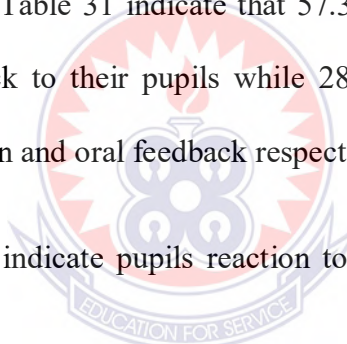 Table 31 indicate that 57.3
k to their pupils while 28
n and oral feedback respect
indicate pupils reaction to
EDUCATION FOR SERVICE